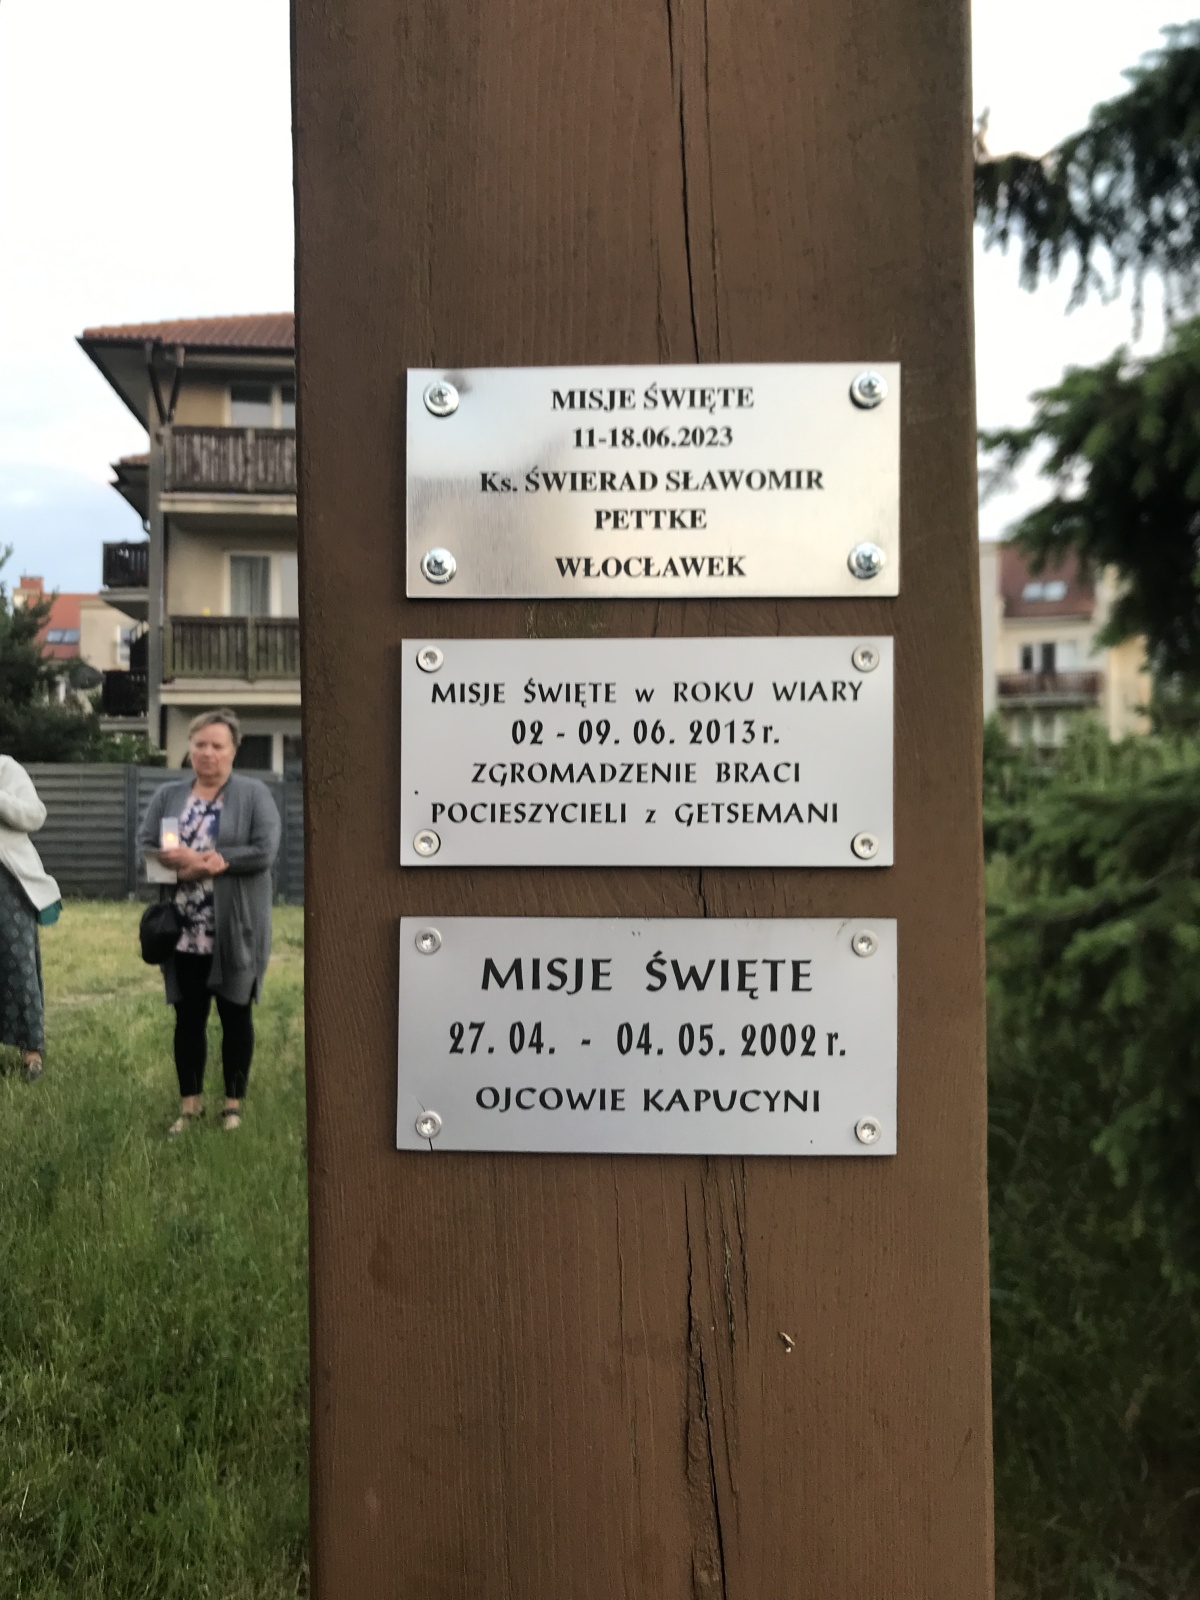 MISJE ŚWIĘTE
11-18.06.2023
Ks. ŚWIERAD SŁAWOMIR
PETTKE
WŁOCŁAWEK
MISJE ŚWIĘTE w ROKU WIARY
02 - 09. 06. 2013 r.
ZGROMADZENIE BRACI
POCIESZYCIELI z GETSEMANI
MISJE ŚWIĘTE
27. 04. - 04. 05. 2002 r.
OJCOWIE KAPUCYNI